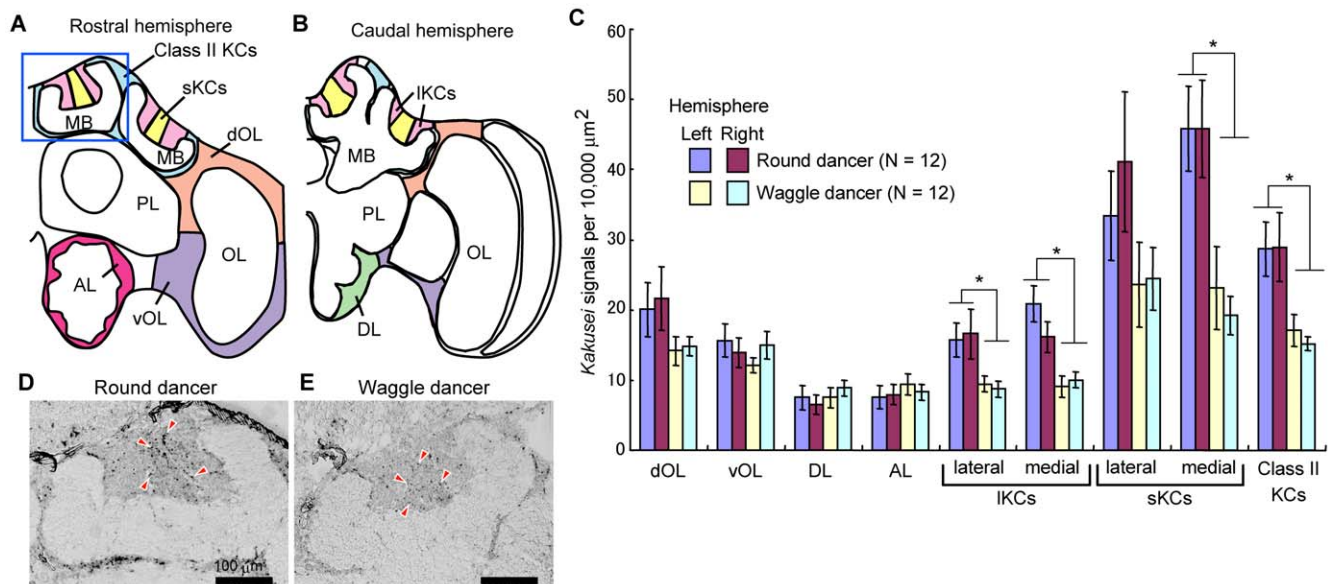 A
Rostral hemisphere
Class II KCs
sKCs
MB
MB
dOL
PL
OL
AL
vOL
B
Caudal hemisphere
lKCs
MB
PL
OL
DL
C
Kakusei signals per 10,000 μm²
60
50
40
30
20
10
0
Hemisphere
Left Right
Round dancer (N = 12)
Waggle dancer (N = 12)
*
*
*
*
dOL vOL DL AL lateral medial lateral medial Class II
lKCs sKCs KCs
D
Round dancer
100 μm
E
Waggle dancer